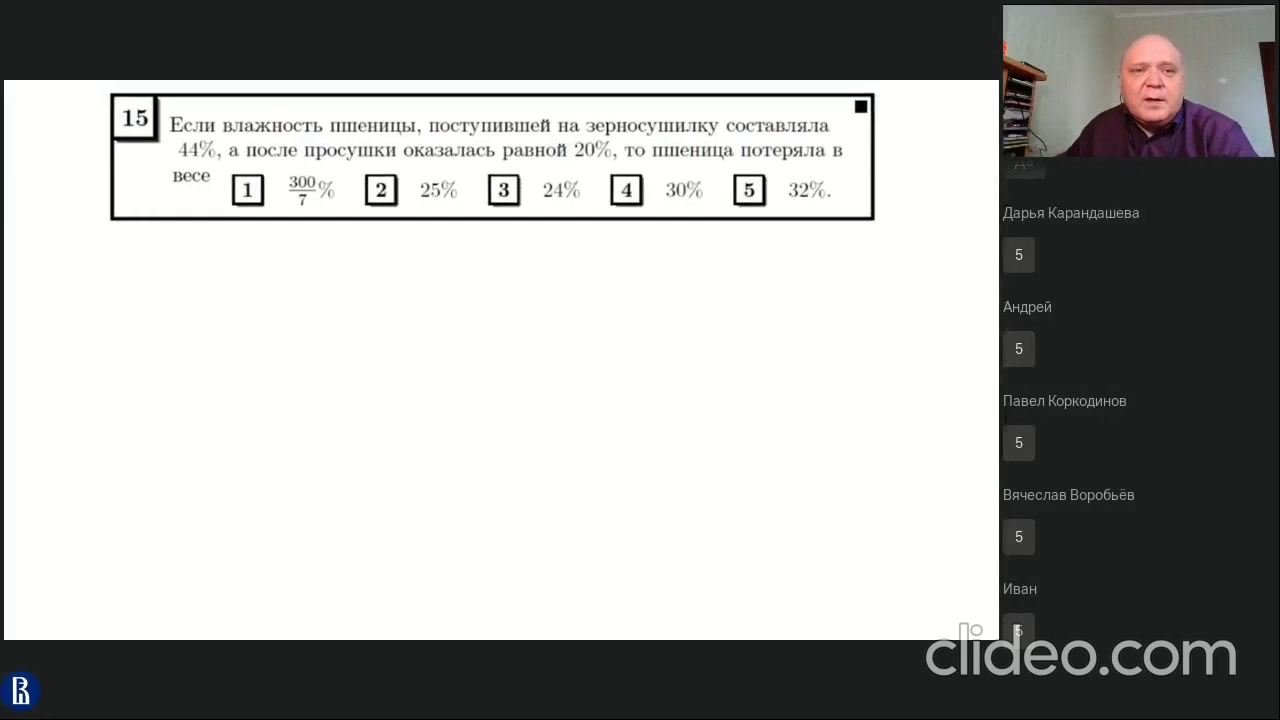 15
Если влажность пшеницы, поступившей на зерносушилку составляла
44%, а после просушки оказалась равной 20%, то пшеница потеряла в
весе
1 300/7% 2 25% 3 24% 4 30% 5 32%.
Да
Дарья Карандашева
5
Андрей
5
Павел Коркодинов
5
Вячеслав Воробьёв
5
Иван
5
clideo.com